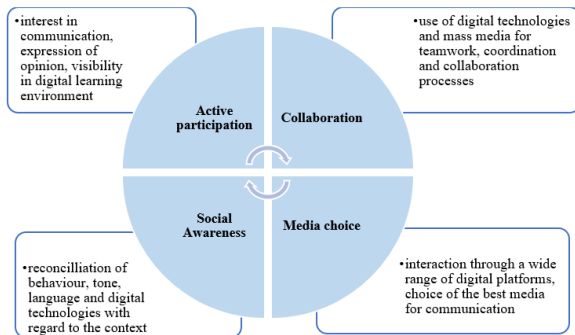 •interest in
communication,
expression of
opinion, visibility
in digital learning
environment
•use of digital technologies
and mass media for
teamwork, coordination
and collaboration
processes
Active
participation
Collaboration
Social
Awareness
Media choice
•reconcilliation of
behaviour, tone,
language and digital
technologies with
regard to the context
•interaction through a wide
range of digital platforms,
choice of the best media
for communication